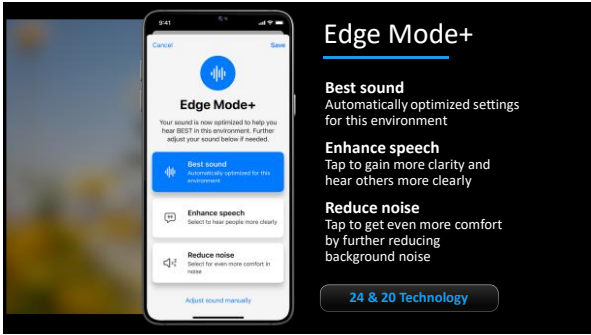 9:41
Cancel
Save
Edge Mode+
Your sound is now optimized to help you
hear BEST in this environment. Further
adjust your sound below if needed.
Best sound
Automatically optimized for this
environment
Enhance speech
Select to hear people more clearly
Reduce noise
Select for even more comfort in
noise
Adjust sound manually
Edge Mode+
Best sound
Automatically optimized settings
for this environment
Enhance speech
Tap to gain more clarity and
hear others more clearly
Reduce noise
Tap to get even more comfort
by further reducing
background noise
24 & 20 Technology